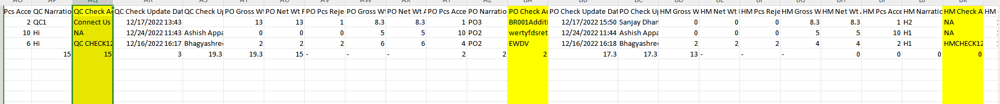 AO AP AQ AR AS AT AU AV AW AX AY AZ BA BB BC BD BE BF BG BH BI BJ BK
Pcs Acce QC Narratio QC Check A QC Check Update Dat QC Check Up PO Gross Wt PO Net Wt F PO Pcs Reje PO Gross Wt PO Net Wt A PO Pcs Acce PO Narratio PO Check Ac PO Check Update Dat PO Check Up HM Gross W HM Net Wt HM Pcs Reje HM Gross W HM Net Wt HM Pcs Acce HM Narratio HM Check A HM
2 QC1 Connect Us 12/17/2022 13:43 13 13 1 8.3 8.3 1 PO3 BR001Additi 12/17/2022 15:50 Sanjay Dhan 0 0 0 8.3 8.3 1 H2 NA
10 Hi NA 12/24/2022 11:43 Ashish Appa 0 0 0 5 5 10 PO2 wertyfdsret 12/24/2022 11:44 Ashish Appa 0 0 0 5 5 10 H1 NA
6 Hi QC CHECK12 12/16/2022 16:17 Bhagyashree 2 2 2 6 6 4 PO2 EWDV 12/16/2022 16:18 Bhagyashree 2 2 2 4 4 2 H1 HMCHECK12
15 15 3 19.3 19.3 15 - - - 2 2 2 17.3 17.3 13 - - - 0 0 0 0